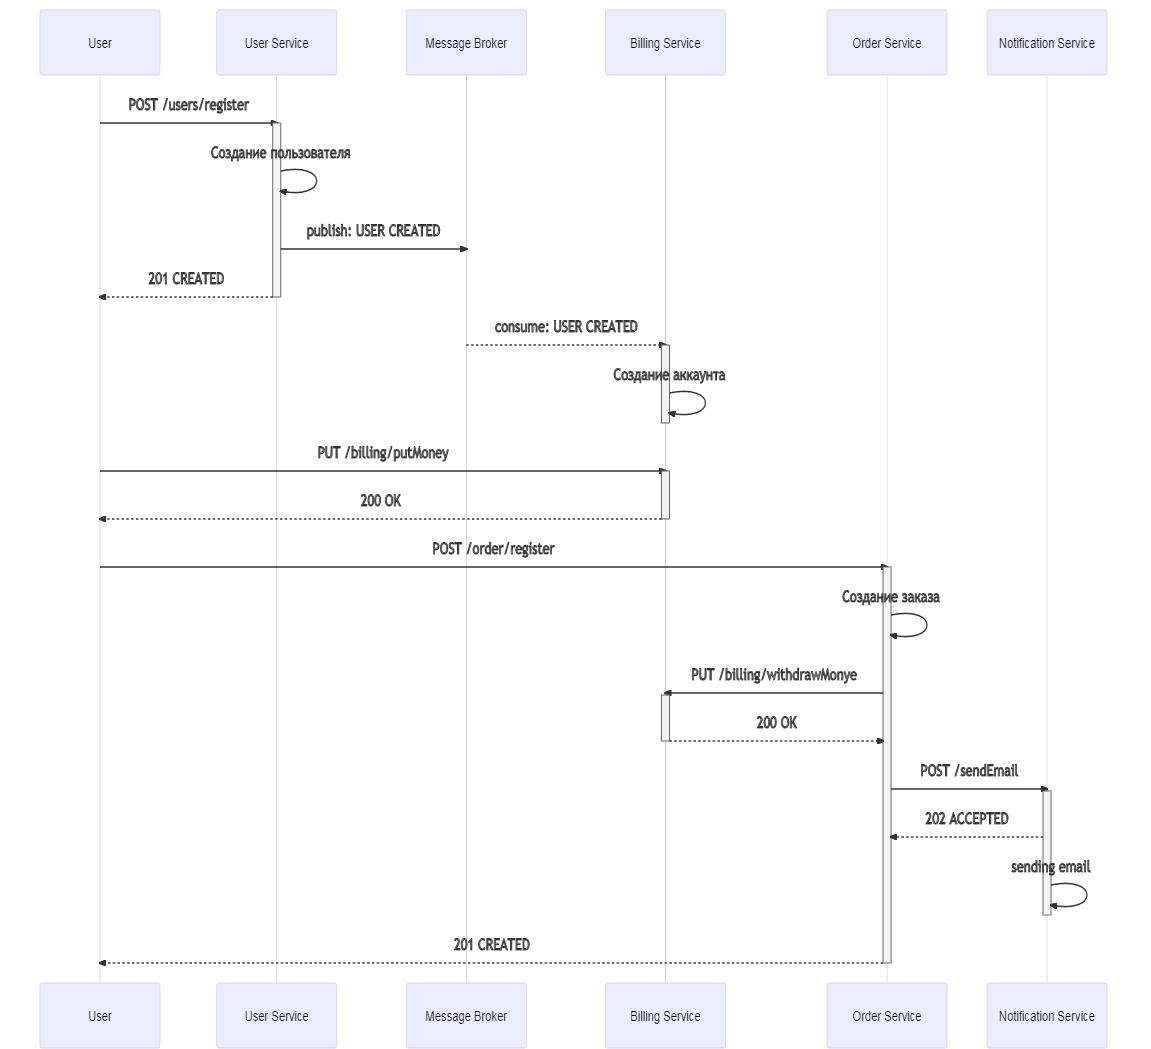 User
User Service
Message Broker
Billing Service
Order Service
Notification Service
POST /users/register
Создание пользователя
publish: USER CREATED
201 CREATED
consume: USER CREATED
Создание аккаунта
PUT /billing/putMoney
200 OK
POST /order/register
Создание заказа
PUT /billing/withdrawMonye
200 OK
POST /sendEmail
202 ACCEPTED
sending email
201 CREATED
User
User Service
Message Broker
Billing Service
Order Service
Notification Service